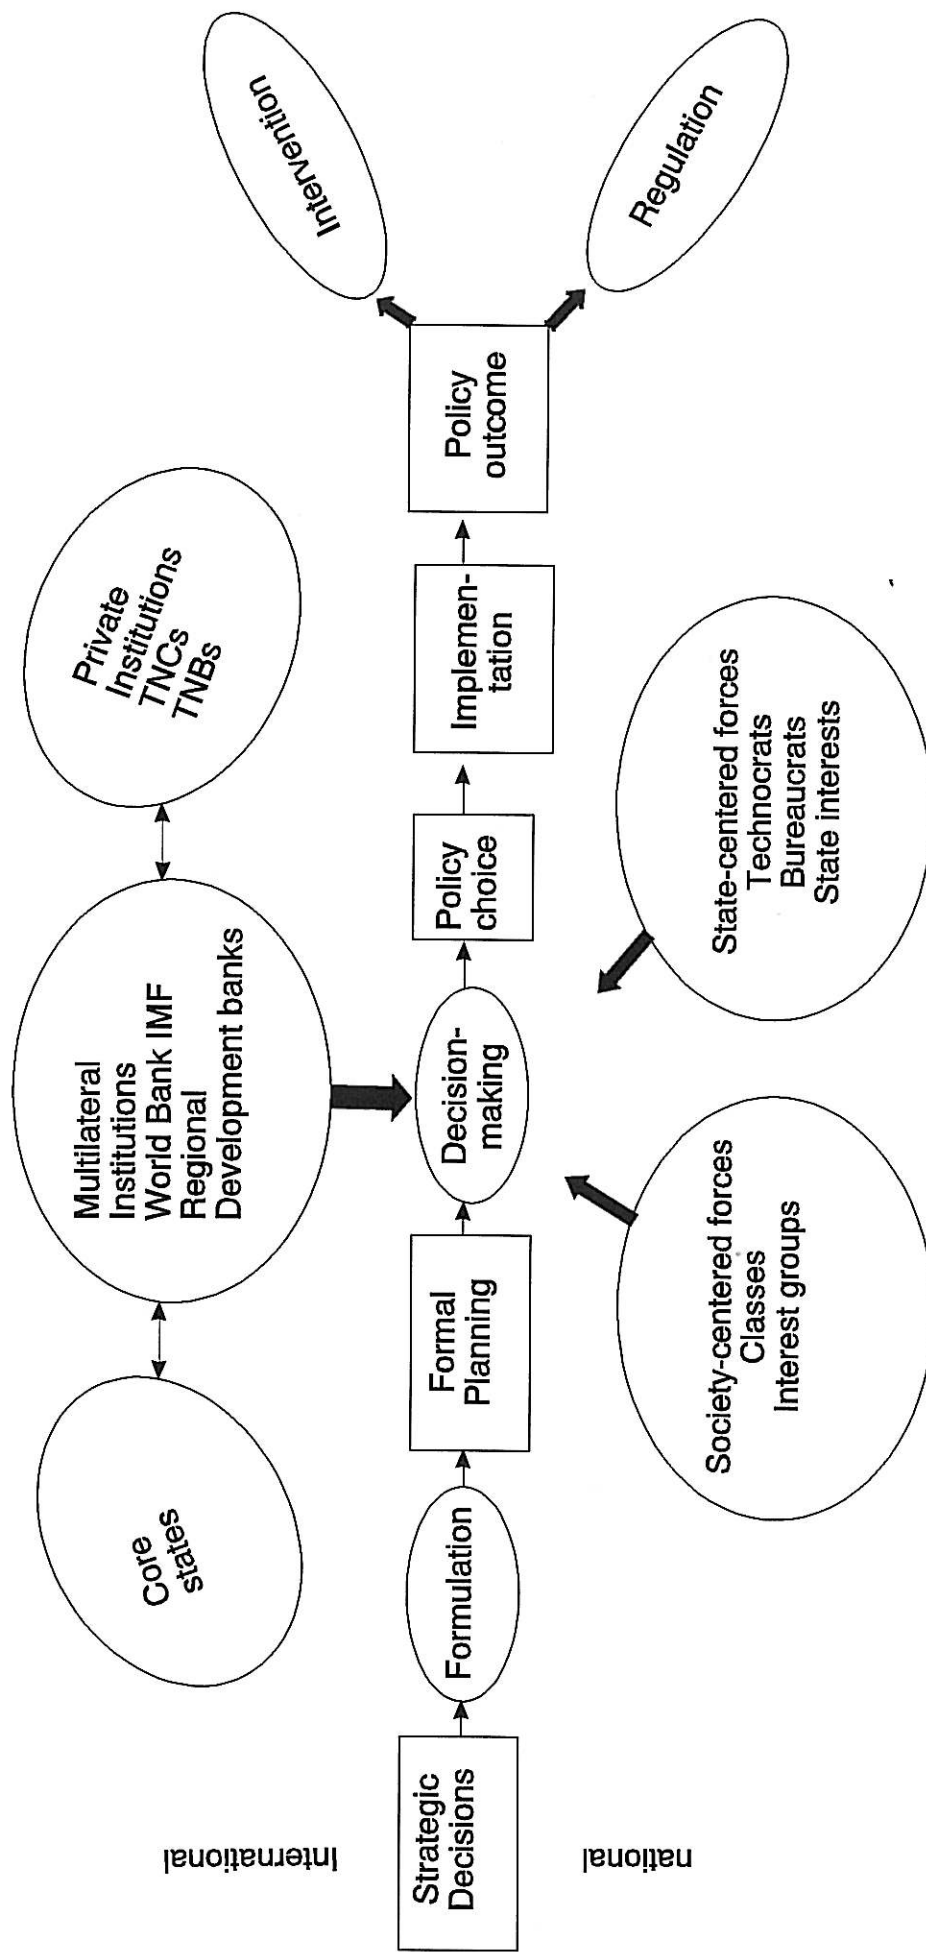 International
national
Core
states
Multilateral
Institutions
World Bank IMF
Regional
Development banks
Private
Institutions
TNCs
TNBs
Strategic
Decisions
Formulation
Formal
Planning
Decision-
making
Policy
choice
Implemen-
tation
Policy
outcome
Intervention
Regulation
Society-centered forces
Classes
Interest groups
State-centered forces
Technocrats
Bureaucrats
State interests